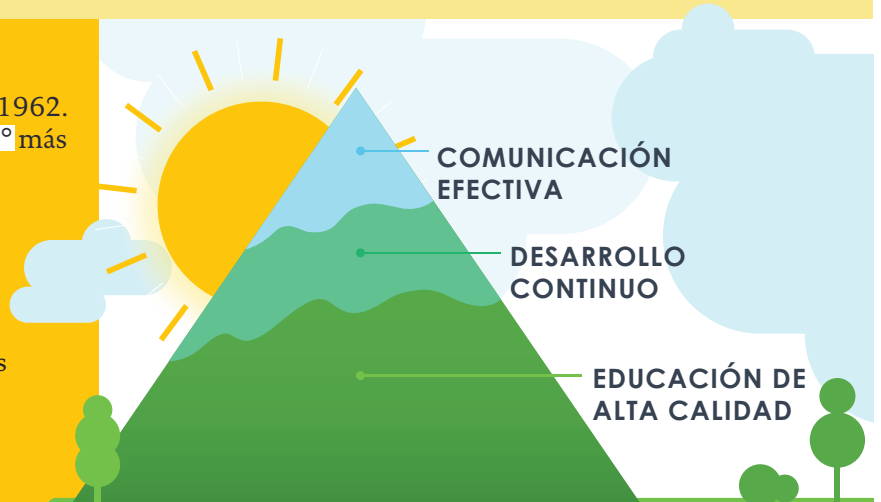 1962.
° más
s
COMUNICACIÓN
EFECTIVA
DESARROLLO
CONTINUO
EDUCACIÓN DE
ALTA CALIDAD